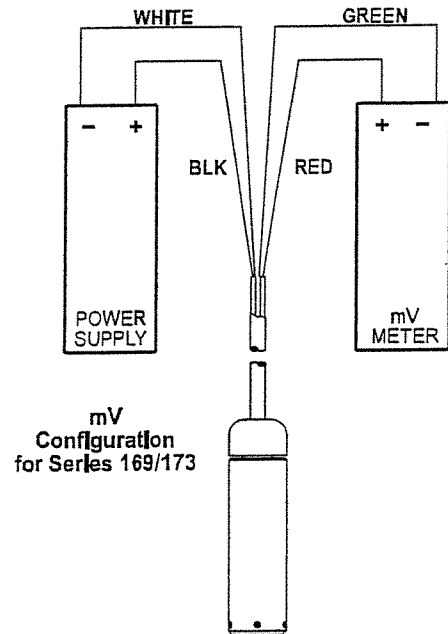 WHITE
GREEN
− +
+ −
BLK
RED
POWER
SUPPLY
mV
METER
mV
Configuration
for Series 169/173